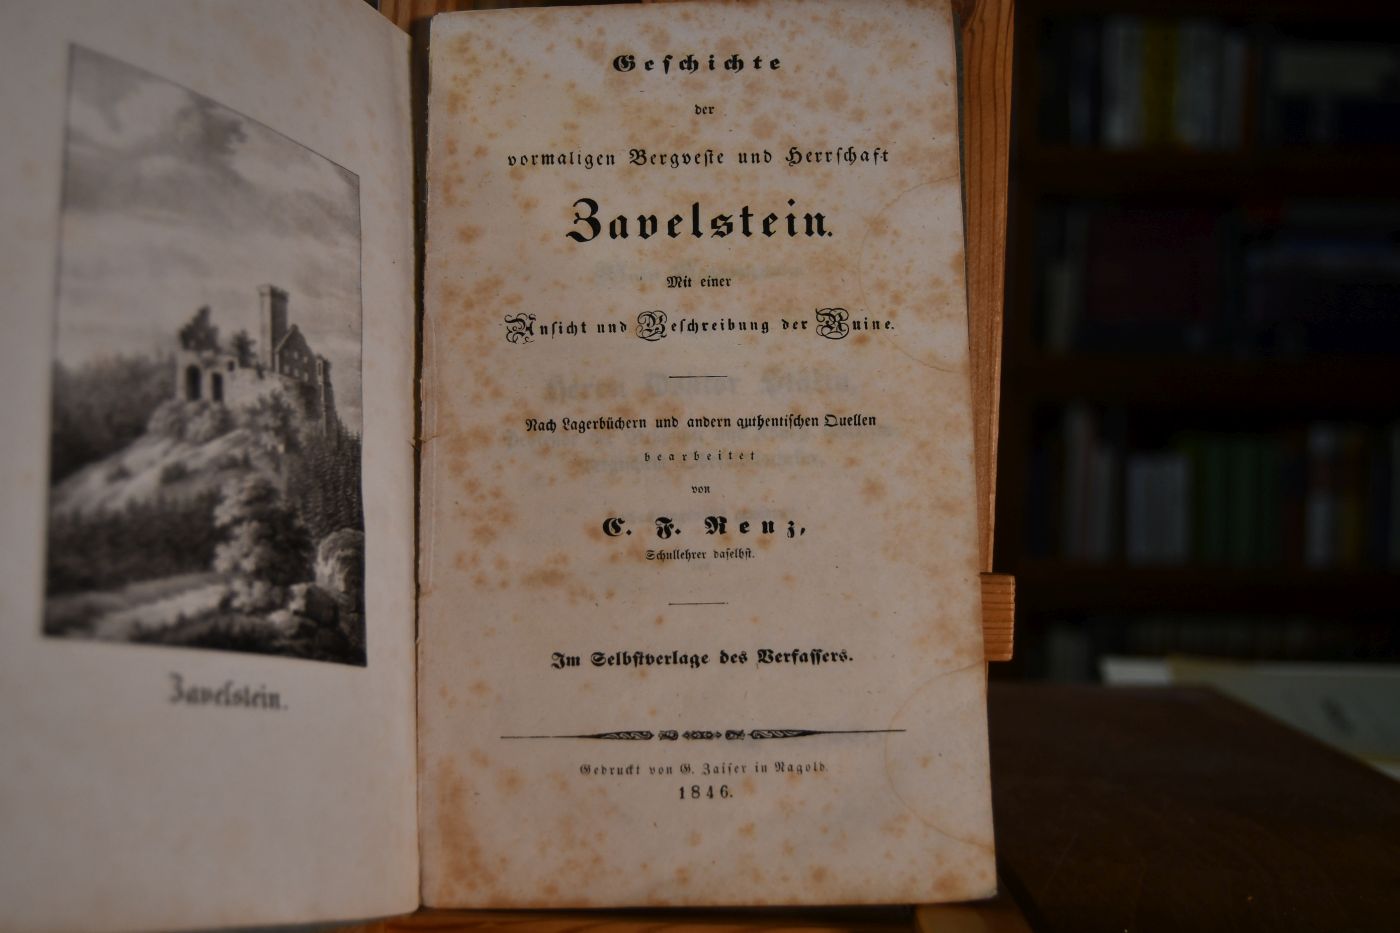 Zavelstein.
Geschichte
der
vormaligen Bergveste und Herrschaft
Zavelstein.
Mit einer
Ansicht und Beschreibung der Ruine.
Nach Lagerbüchern und andern authentischen Quellen
bearbeitet
von
C. F. Renz,
Schullehrer daselbst.
Im Selbstverlage des Verfassers.
Gedruckt von G. Zaiser in Nagold.
1846.